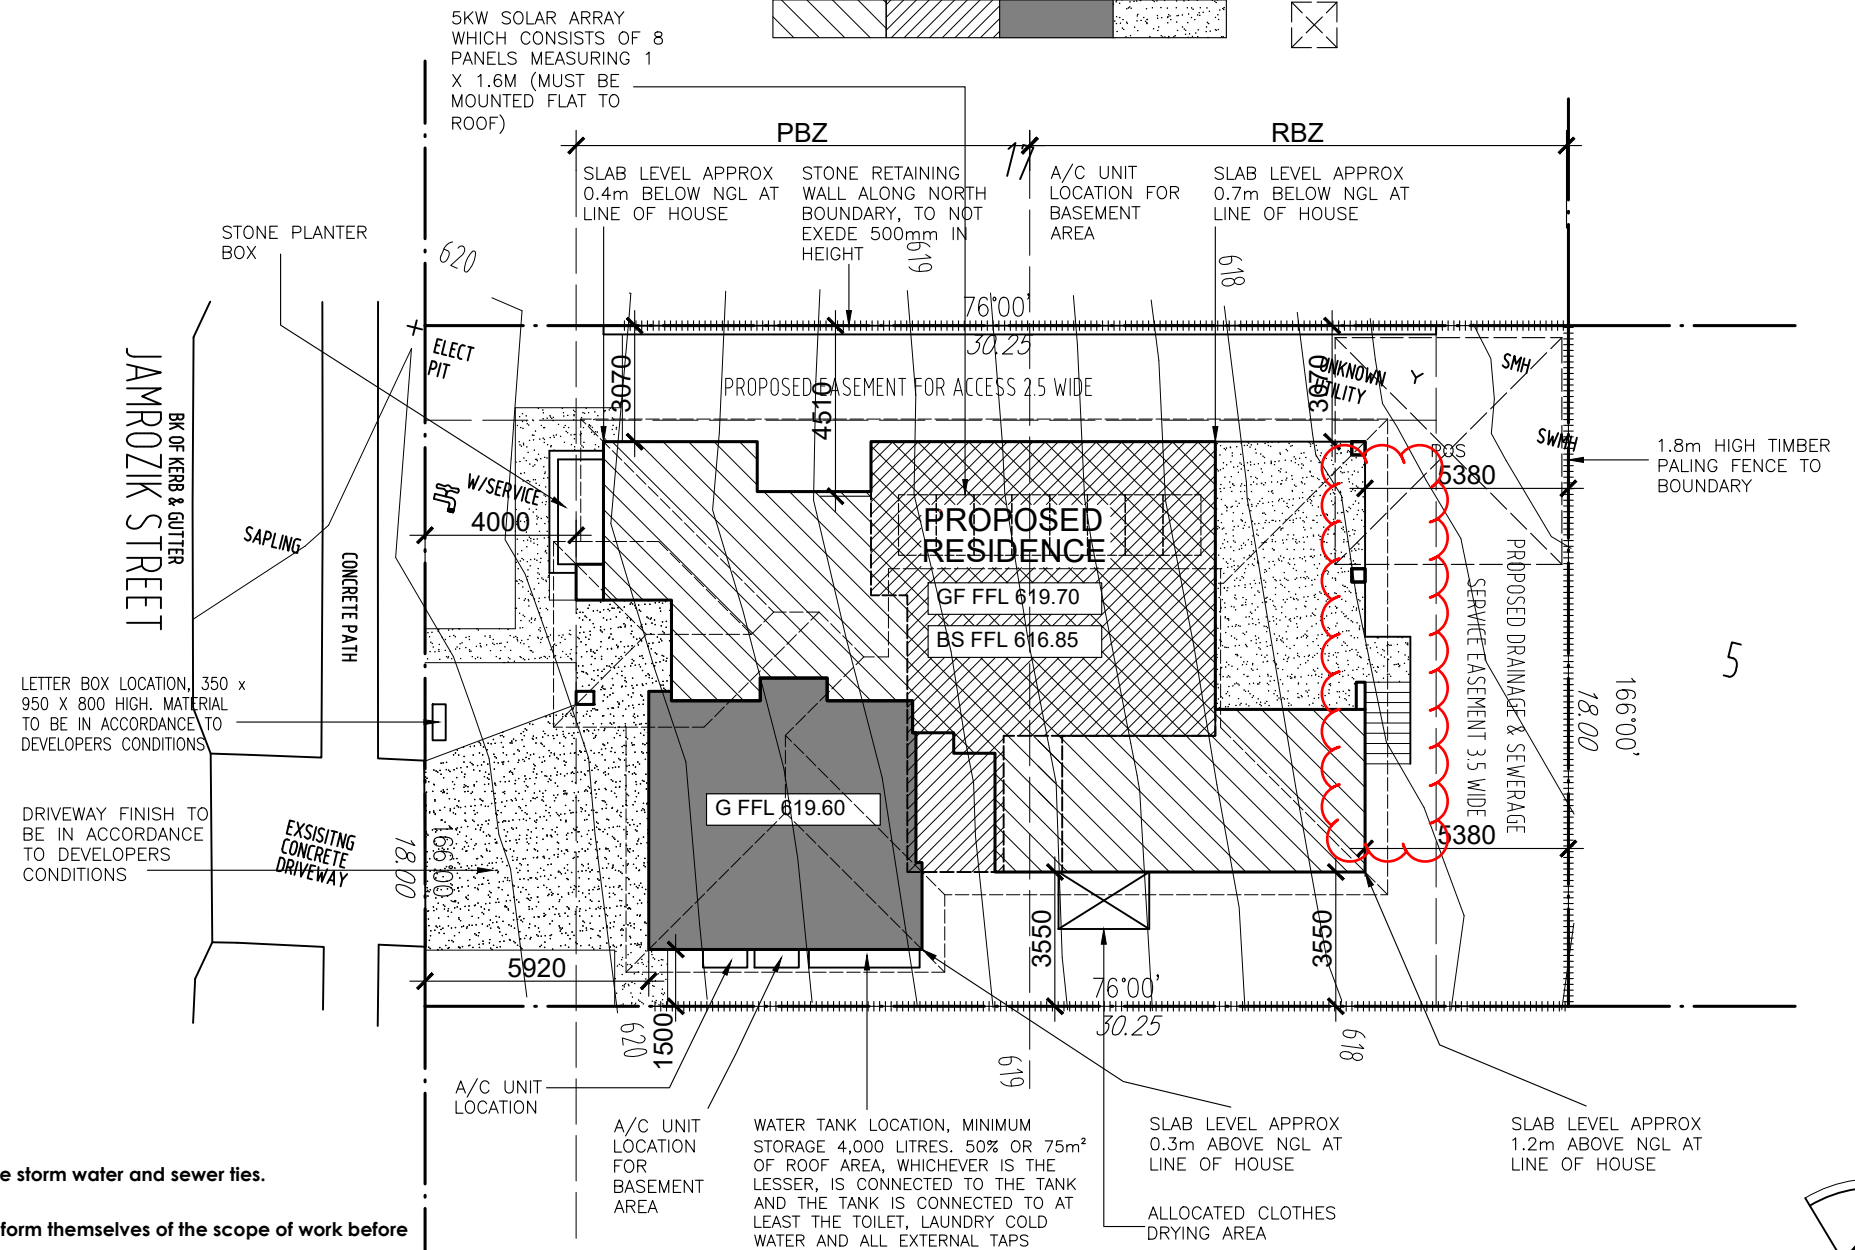 5KW SOLAR ARRAY
WHICH CONSISTS OF 8
PANELS MEASURING 1
X 1.6M (MUST BE
MOUNTED FLAT TO
ROOF)
PBZ
RBZ
17
SLAB LEVEL APPROX
0.4m BELOW NGL AT
LINE OF HOUSE
STONE RETAINING
WALL ALONG NORTH
BOUNDARY, TO NOT
EXEDE 500mm IN
HEIGHT
A/C UNIT
LOCATION FOR
BASEMENT
AREA
SLAB LEVEL APPROX
0.7m BELOW NGL AT
LINE OF HOUSE
STONE PLANTER
BOX
620
619
618
76°00'
30.25
ELECT
PIT
3070
4510
3070
PROPOSED EASEMENT FOR ACCESS 2.5 WIDE
UNKNOWN
UTILITY
SMH
SWMH
BOS
5380
1.8m HIGH TIMBER
PALING FENCE TO
BOUNDARY
JAMROZIK STREET
BK OF KERB & GUTTER
SAPLING
CONCRETE PATH
W/SERVICE
4000
PROPOSED
RESIDENCE
GF FFL 619.70
BS FFL 616.85
PROPOSED DRAINAGE & SEWERAGE
SERVICE EASEMENT 3.5 WIDE
166°00'
18.00
5
LETTER BOX LOCATION, 350 x
950 X 800 HIGH. MATERIAL
TO BE IN ACCORDANCE TO
DEVELOPERS CONDITIONS
DRIVEWAY FINISH TO
BE IN ACCORDANCE
TO DEVELOPERS
CONDITIONS
EXSISITNG
CONCRETE
DRIVEWAY
18.00
166°00'
G FFL 619.60
5380
5920
1500
3550
3550
76°00'
30.25
620
619
618
A/C UNIT
LOCATION
A/C UNIT
LOCATION
FOR
BASEMENT
AREA
WATER TANK LOCATION, MINIMUM
STORAGE 4,000 LITRES. 50% OR 75m²
OF ROOF AREA, WHICHEVER IS THE
LESSER, IS CONNECTED TO THE TANK
AND THE TANK IS CONNECTED TO AT
LEAST THE TOILET, LAUNDRY COLD
WATER AND ALL EXTERNAL TAPS
SLAB LEVEL APPROX
0.3m ABOVE NGL AT
LINE OF HOUSE
ALLOCATED CLOTHES
DRYING AREA
SLAB LEVEL APPROX
1.2m ABOVE NGL AT
LINE OF HOUSE
e storm water and sewer ties.
form themselves of the scope of work before